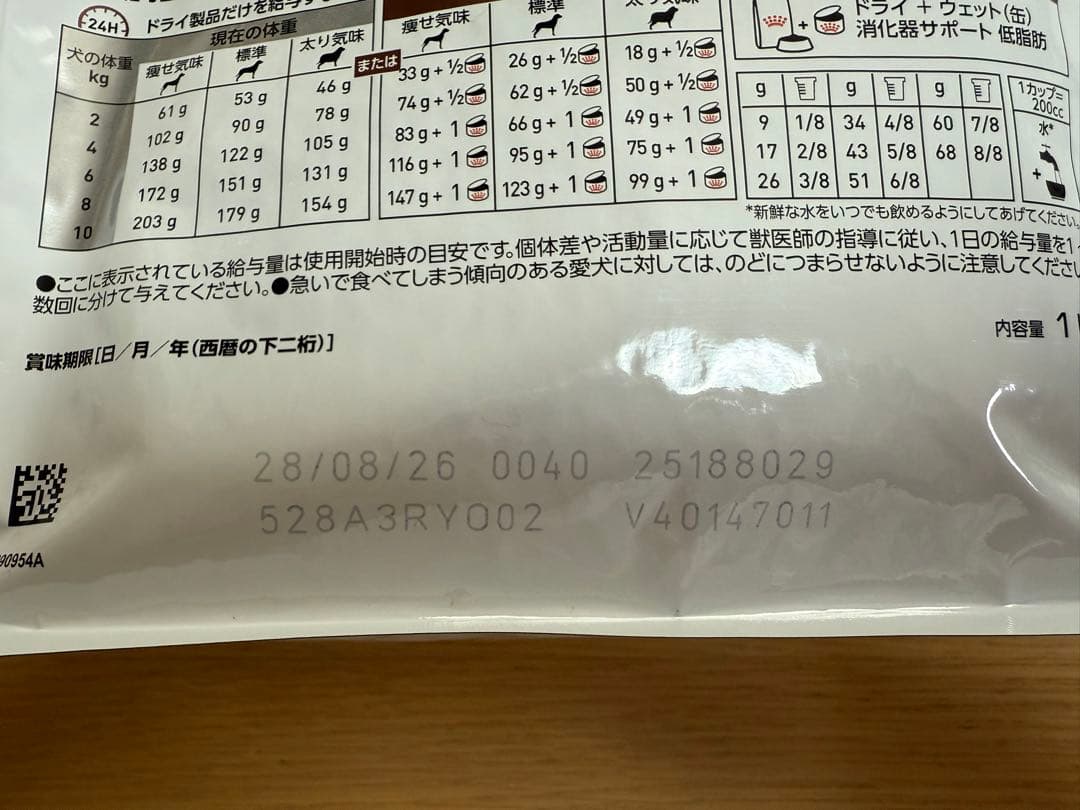 24H ドライ製品だけを給与する
犬の体重 kg 現在の体重
痩せ気味 標準 太り気味 または 痩せ気味 標準
2 61 g 53 g 46 g 33 g + ½ 26 g + ½ 18 g + ½
4 102 g 90 g 78 g 74 g + ½ 62 g + ½ 50 g + ½
6 138 g 122 g 105 g 83 g + 1 66 g + 1 49 g + 1
8 172 g 151 g 131 g 116 g + 1 95 g + 1 75 g + 1
10 203 g 179 g 154 g 147 g + 1 123 g + 1 99 g + 1
ドライ + ウェット(缶)
消化器サポート 低脂肪
g g g 1カップ=
200cc
9 1/8 34 4/8 60 7/8 水*
17 2/8 43 5/8 68 8/8 +
26 3/8 51 6/8
*新鮮な水をいつでも飲めるようにしてあげてください。
●ここに表示されている給与量は使用開始時の目安です。個体差や活動量に応じて獣医師の指導に従い、1日の給与量を1
数回に分けて与えてください。●急いで食べてしまう傾向のある愛犬に対しては、のどにつまらせないように注意してくださ
内容量 1
賞味期限[日/月/年(西暦の下二桁)]
28/08/26 0040 25188029
528A3RY002 V40147011
90954A